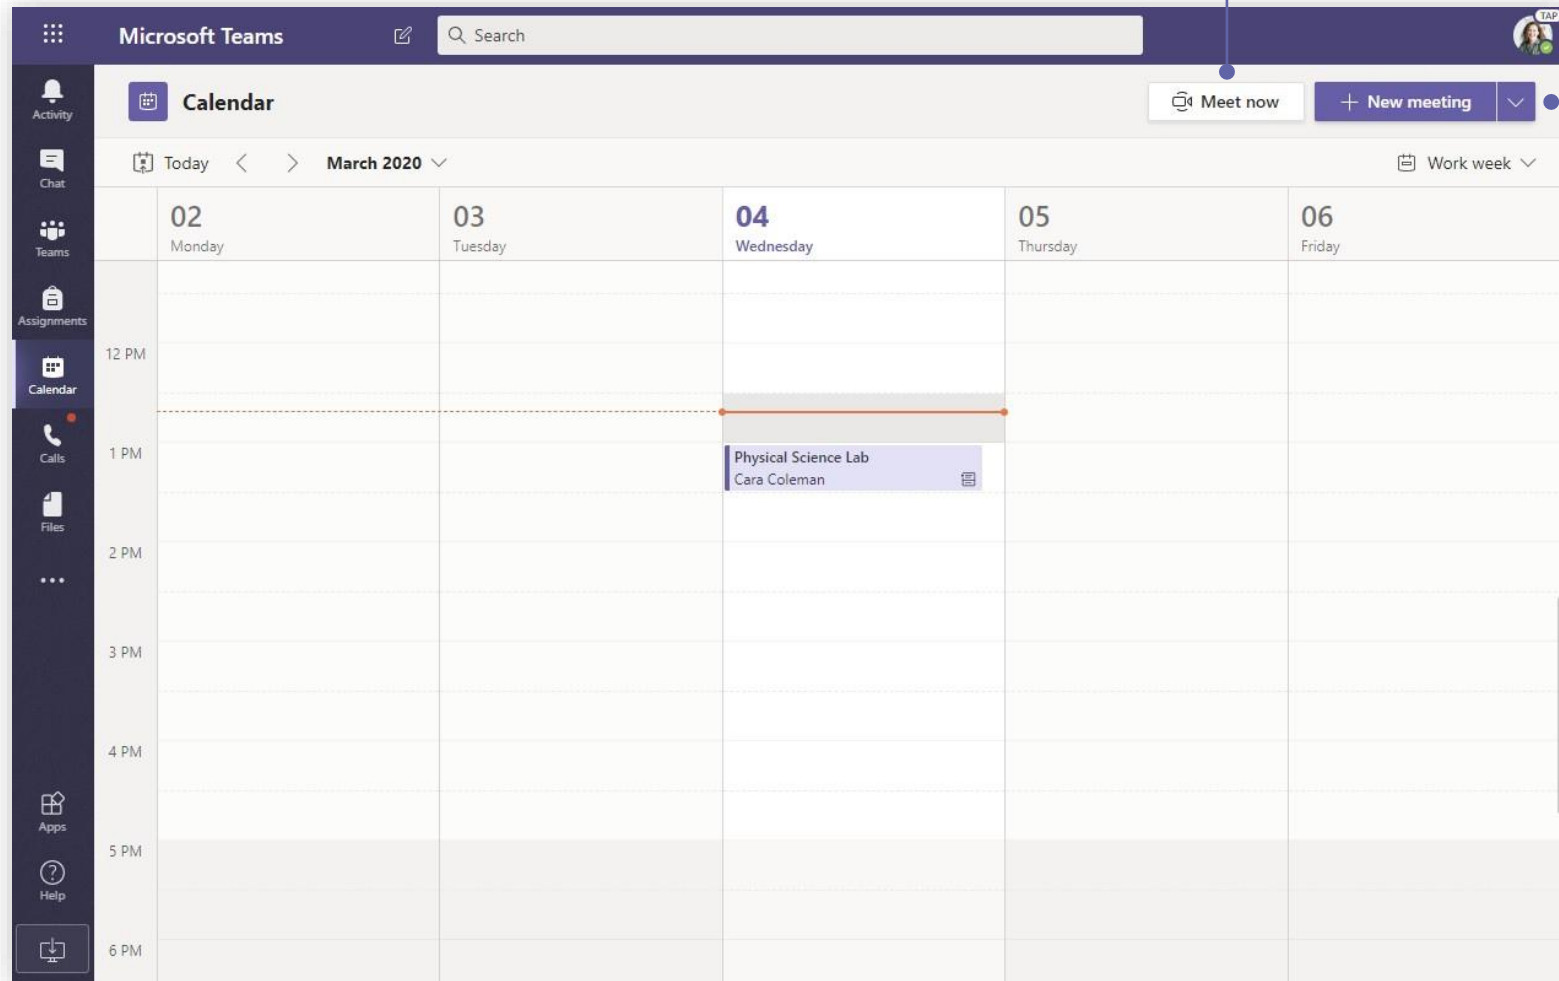 TAP
Microsoft Teams
Search
Activity
Calendar
Meet now
New meeting
Chat
Today
March 2020
Work week
Teams
02
03
04
05
06
Monday
Tuesday
Wednesday
Thursday
Friday
Assignments
12 PM
Calendar
Calls
1 PM
Physical Science Lab
Cara Coleman
Files
2 PM
3 PM
4 PM
Apps
5 PM
Help
6 PM